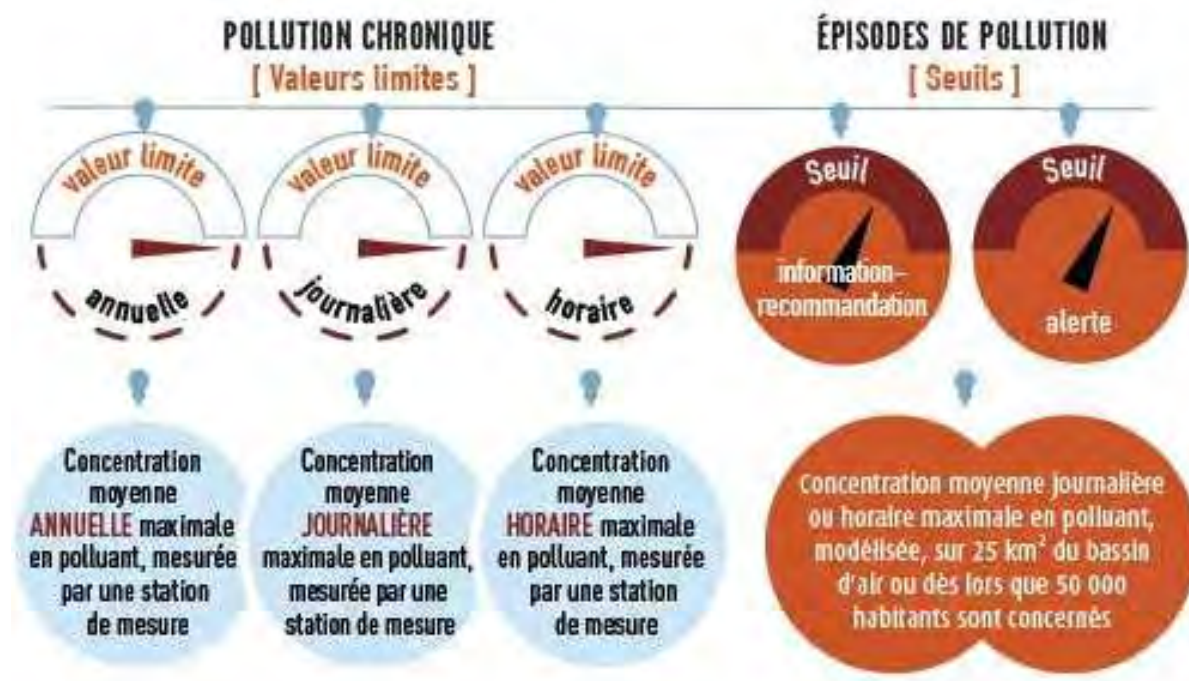 POLLUTION CHRONIQUE
[ Valeurs limites ]
ÉPISODES DE POLLUTION
[ Seuils ]
valeur limite
annuelle
valeur limite
journalière
valeur limite
horaire
Seuil
information-
recommandation
Seuil
alerte
Concentration
moyenne
ANNUELLE maximale
en polluant, mesurée
par une station
de mesure
Concentration
moyenne
JOURNALIÈRE
maximale en polluant,
mesurée par une
station de mesure
Concentration
moyenne
HORAIRE maximale
en polluant, mesurée
par une station
de mesure
Concentration moyenne journalière
ou horaire maximale en polluant,
modélisée, sur 25 km² du bassin
d'air ou dès lors que 50 000
habitants sont concernés